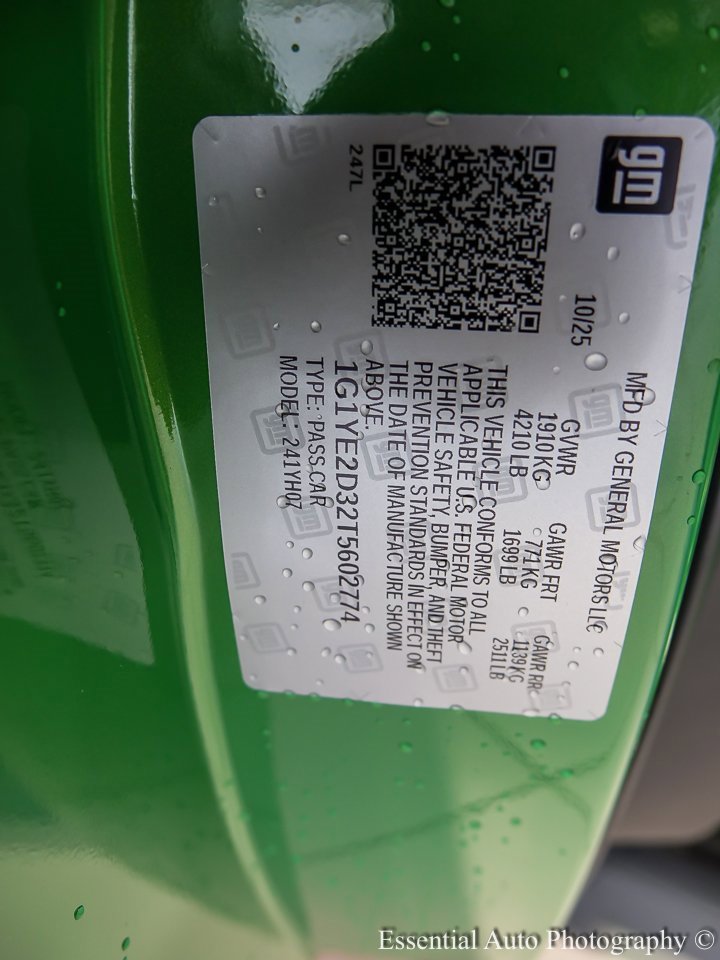 gm
247L
10/25
MFD BY GENERAL MOTORS LLC
GVWR GAWR FRT GAWR RR
1910 KG 771 KG 1139 KG
4210 LB 1699 LB 2511 LB
THIS VEHICLE CONFORMS TO ALL
APPLICABLE U.S. FEDERAL MOTOR
VEHICLE SAFETY, BUMPER, AND THEFT
PREVENTION STANDARDS IN EFFECT ON
THE DATE OF MANUFACTURE SHOWN
ABOVE.
1G1YE2D32T5602774
TYPE: PASS.CAR
MODEL: 241YH07
Essential Auto Photography ©